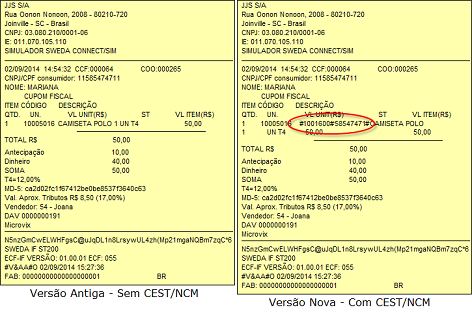 JJS S/A
Rua Oonon Nonoon, 2008 - 80210-720
Joinville - SC - Brasil
CNPJ: 03.080.210/0001-06
IE: 011.070.105.110
SIMULADOR SWEDA CONNECT/SIM
02/09/2014 14:54:32 CCF:000064 COO:000265
CNPJ/CPF consumidor: 11585474711
NOME: MARIANA
CUPOM FISCAL
ITEM CÓDIGO DESCRIÇÃO
QTD. UN. VL UNIT(R$) ST VL ITEM(R$)
1 10005016 CAMISETA POLO 1 UN T4 50,00
TOTAL R$ 50,00
Antecipação 10,00
Dinheiro 40,00
SOMA 50,00
T4=12,00%
MD-5: ca2d02fc1f67412be0be8537f3640c63
Val. Aprox. Tributos R$ 8,50 (17,00%)
Vendedor: 54 - Joana
DAV 0000000191
Microvix
N5nzGmCwELWHFgsC@uJqDL1n8LrsywUL4zh(Mp21mgaNQBm7zqC*6
SWEDA IF ST200
ECF-IF VERSÃO: 01.00.01 ECF: 055
#V&AA#O 02/09/2014 15:27:36
FAB: 00000000000000000001 BR
Versão Antiga - Sem CEST/NCM
JJS S/A
Rua Oonon Nonoon, 2008 - 80210-720
Joinville - SC - Brasil
CNPJ: 03.080.210/0001-06
IE: 011.070.105.110
SIMULADOR SWEDA CONNECT/SIM
02/09/2014 14:54:32 CCF:000064 COO:000265
CNPJ/CPF consumidor: 11585474711
NOME: MARIANA
CUPOM FISCAL
ITEM CÓDIGO DESCRIÇÃO
QTD. UN. VL UNIT(R$) ST VL ITEM(R$)
1 10005016 #1001600#58547471#CAMISETA POLO
1 UN T4 50,00 50,00
TOTAL R$ 50,00
Antecipação 10,00
Dinheiro 40,00
SOMA 50,00
T4=12,00%
MD-5: ca2d02fc1f67412be0be8537f3640c63
Val. Aprox. Tributos R$ 8,50 (17,00%)
Vendedor: 54 - Joana
DAV 0000000191
Microvix
N5nzGmCwELWHFgsC@uJqDL1n8LrsywUL4zh(Mp21mgaNQBm7zqC*6
SWEDA IF ST200
ECF-IF VERSÃO: 01.00.01 ECF: 055
#V&AA#O 02/09/2014 15:27:36
FAB: 00000000000000000001 BR
Versão Nova - Com CEST/NCM